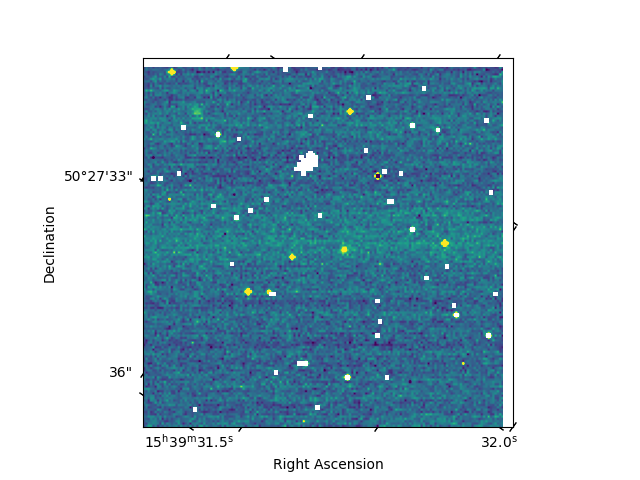 50°27'33"
Declination
36"
15ʰ39ᵐ31.5ˢ
32.0ˢ
Right Ascension